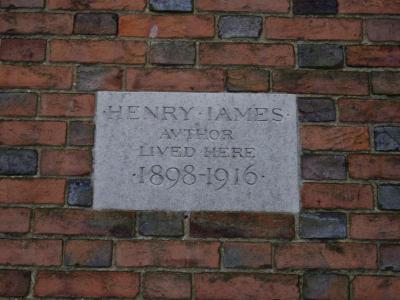 HENRY·JAMES·
AVTHOR
LIVED HERE
·1898-1916·